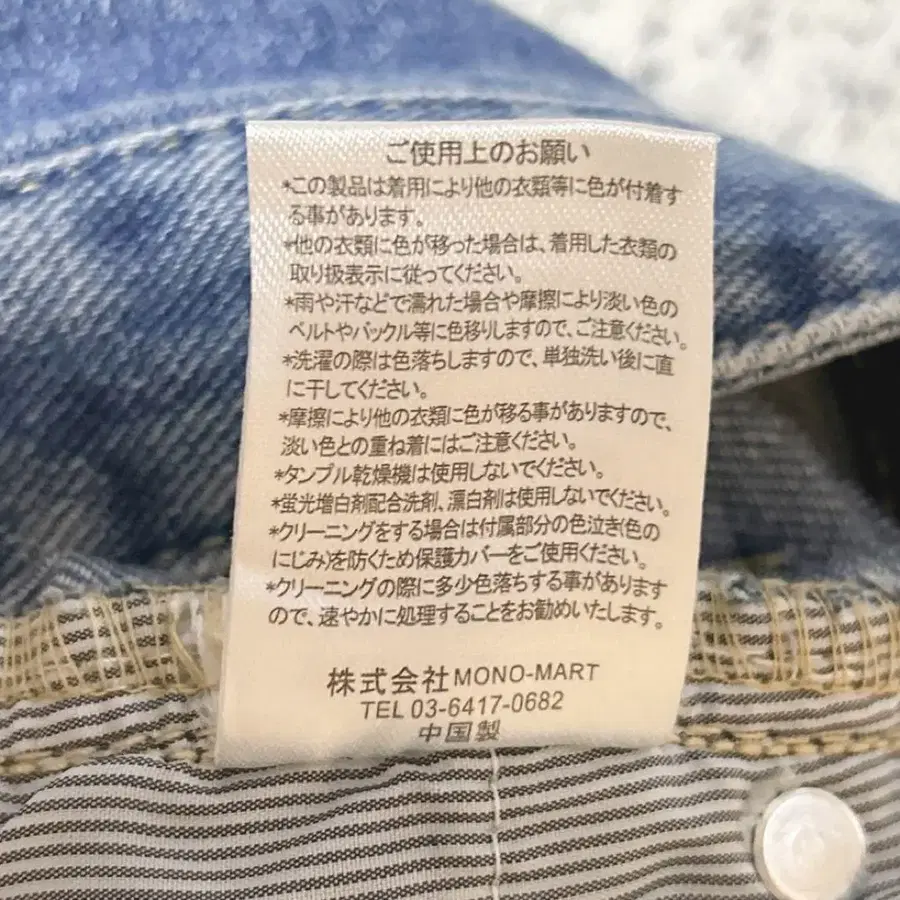 ご使用上のお願い
*この製品は着用により他の衣類等に色が付着す
る事があります。
*他の衣類に色が移った場合は、着用した衣類の
取り扱表示に従ってください。
*雨や汗などで濡れた場合や摩擦により淡い色の
ベルトやバックル等に色移りしますので、ご注意ください。
*洗濯の際は色落ちしますので、単独洗い後に直
に干してください。
*摩擦により他の衣類に色が移る事がありますので、
淡い色との重ね着にはご注意ください。
*タンブル乾燥機は使用しないでください。
*蛍光増白剤配合洗剤、漂白剤は使用しないでください。
*クリーニングをする場合は付属部分の色泣き(色の
にじみ)を防ぐため保護カバーをご使用ください。
*クリーニングの際に多少色落ちする事があります
ので、速やかに処理することをお勧めいたします。
株式会社MONO-MART
TEL 03-6417-0682
中国製